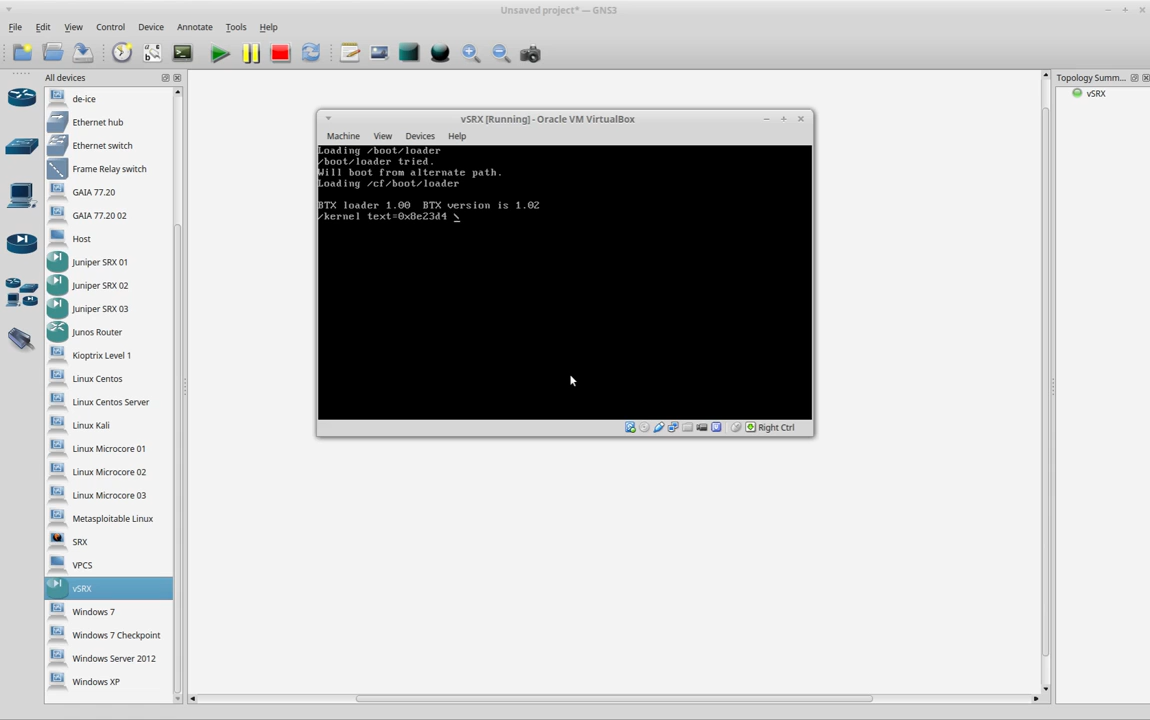 Unsaved project* — GNS3
File Edit View Control Device Annotate Tools Help
All devices
de-ice
Ethernet hub
Ethernet switch
Frame Relay switch
GAIA 77.20
GAIA 77.20 02
Host
Juniper SRX 01
Juniper SRX 02
Juniper SRX 03
Junos Router
Kioptrix Level 1
Linux Centos
Linux Centos Server
Linux Kali
Linux Microcore 01
Linux Microcore 02
Linux Microcore 03
Metasploitable Linux
SRX
VPCS
vSRX
Windows 7
Windows 7 Checkpoint
Windows Server 2012
Windows XP
vSRX [Running] - Oracle VM VirtualBox
Machine View Devices Help
Loading /boot/loader
/boot/loader tried.
Will boot from alternate path.
Loading /cf/boot/loader
BTX loader 1.00 BTX version is 1.02
/kernel text=0x8e23d4 \
Right Ctrl
Topology Summ...
vSRX